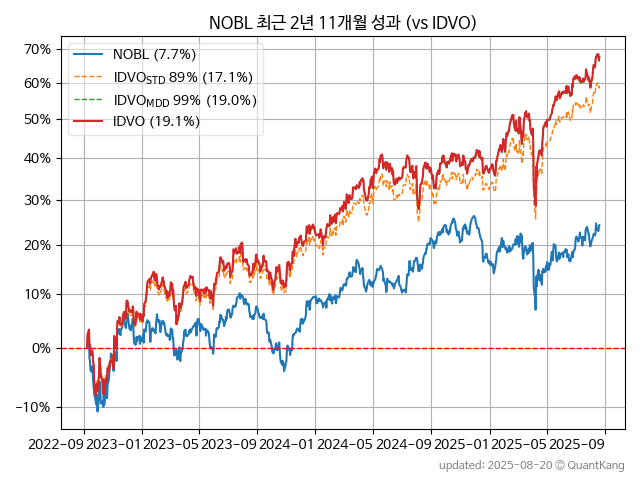 NOBL 최근 2년 11개월 성과 (vs IDVO)
NOBL (7.7%)
IDVO_STD 89% (17.1%)
IDVO_MDD 99% (19.0%)
IDVO (19.1%)
70%
60%
50%
40%
30%
20%
10%
0%
−10%
2022-09 2023-01 2023-05 2023-09 2024-01 2024-05 2024-09 2025-01 2025-05 2025-09
updated: 2025-08-20 © QuantKang